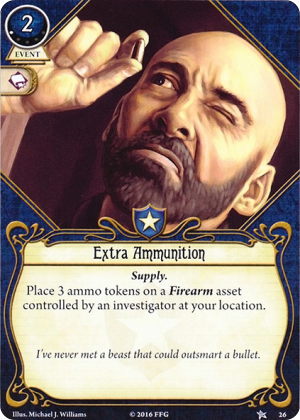 2
EVENT
Extra Ammunition
Supply.
Place 3 ammo tokens on a Firearm asset
controlled by an investigator at your location.
I've never met a beast that could outsmart a bullet.
Illus. Michael J. Williams
© 2016 FFG
26